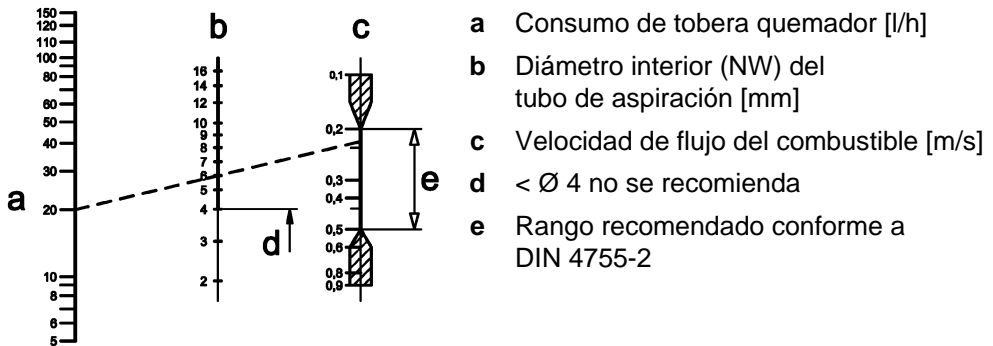 150
120
110
100
80
60
50
40
30
20
10
8
6
5
a
b
16
14
12
10
9
8
7
6
5
4
3
2
d
c
0,1
0,2
0,3
0,4
0,5
0,6
0,8
0,9
e
a Consumo de tobera quemador [l/h]
b Diámetro interior (NW) del
tubo de aspiración [mm]
c Velocidad de flujo del combustible [m/s]
d < Ø 4 no se recomienda
e Rango recomendado conforme a
DIN 4755-2